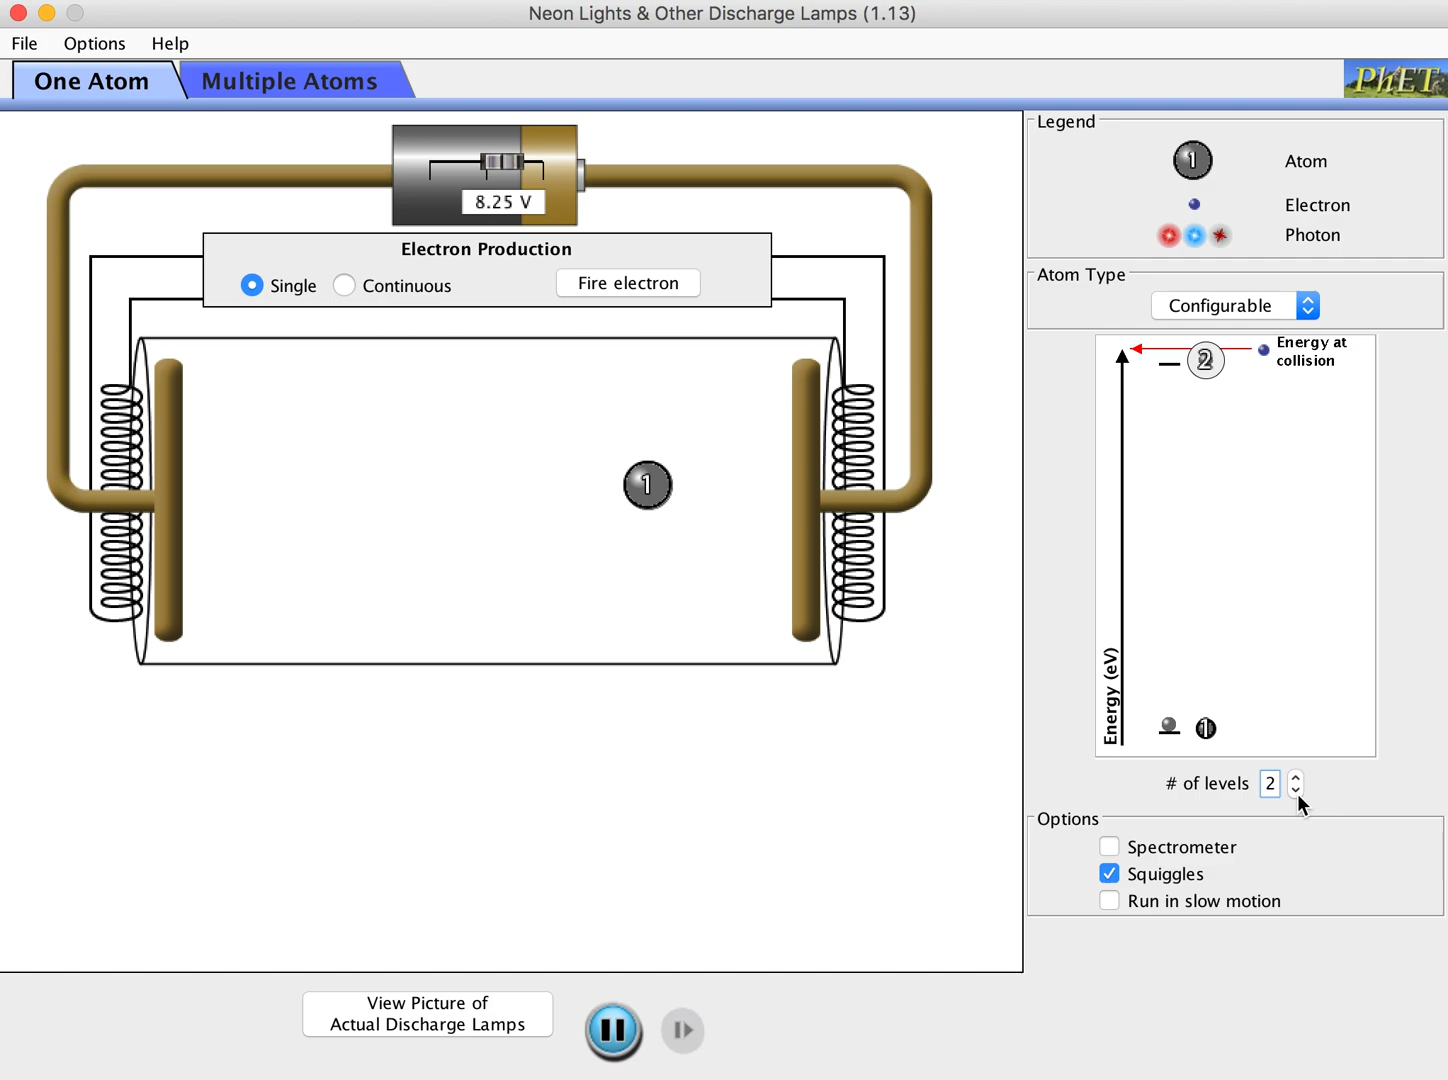 Neon Lights & Other Discharge Lamps (1.13)
File Options Help
One Atom Multiple Atoms
PhET
8.25 V
Electron Production
Single Continuous Fire electron
1
Legend
1 Atom
Electron
Photon
Atom Type
Configurable
Energy at
collision
2
Energy (eV)
1
# of levels 2
Options
Spectrometer
Squiggles
Run in slow motion
View Picture of
Actual Discharge Lamps